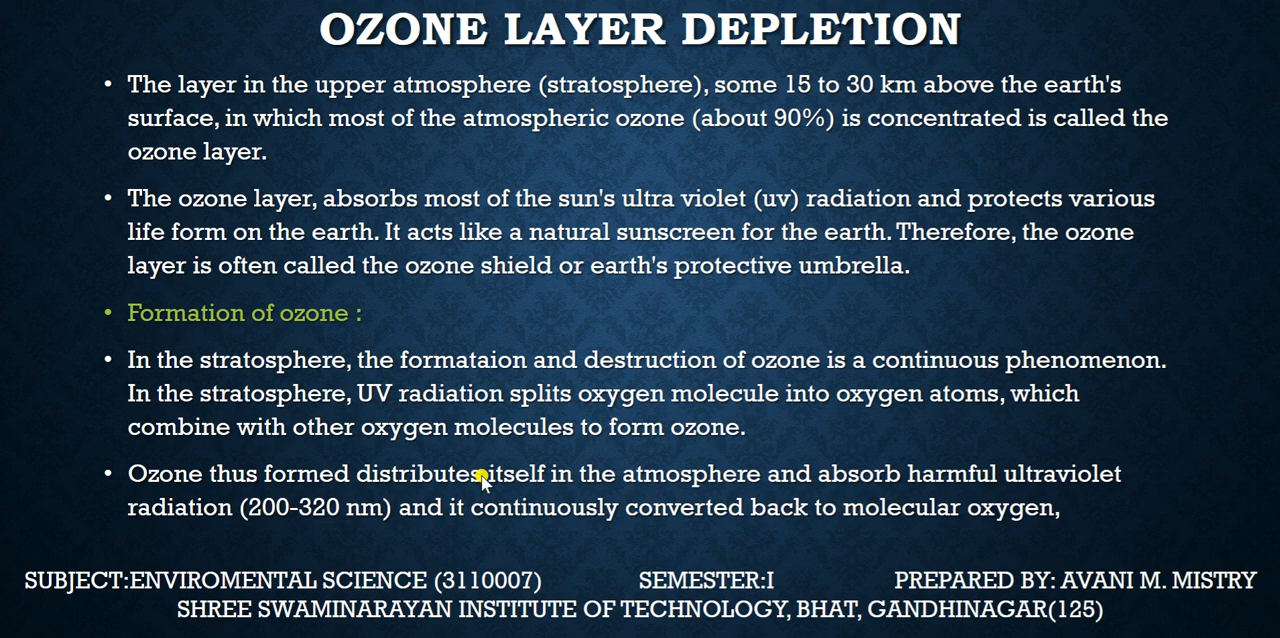 OZONE LAYER DEPLETION
• The layer in the upper atmosphere (stratosphere), some 15 to 30 km above the earth's
surface, in which most of the atmospheric ozone (about 90%) is concentrated is called the
ozone layer.
• The ozone layer, absorbs most of the sun's ultra violet (uv) radiation and protects various
life form on the earth. It acts like a natural sunscreen for the earth. Therefore, the ozone
layer is often called the ozone shield or earth's protective umbrella.
• Formation of ozone :
• In the stratosphere, the formataion and destruction of ozone is a continuous phenomenon.
In the stratosphere, UV radiation splits oxygen molecule into oxygen atoms, which
combine with other oxygen molecules to form ozone.
• Ozone thus formed distributes itself in the atmosphere and absorb harmful ultraviolet
radiation (200-320 nm) and it continuously converted back to molecular oxygen,
SUBJECT:ENVIROMENTAL SCIENCE (3110007) SEMESTER:I PREPARED BY: AVANI M. MISTRY
SHREE SWAMINARAYAN INSTITUTE OF TECHNOLOGY, BHAT, GANDHINAGAR(125)